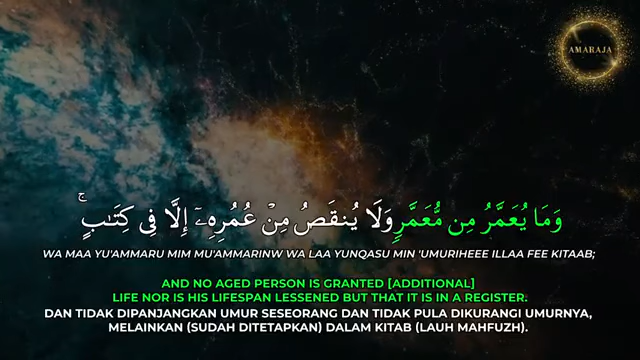 AMARAJA
وَمَا يُعَمَّرُ مِن مُّعَمَّرٍۢ وَلَا يُنقَصُ مِنْ عُمُرِهِۦٓ إِلَّا فِى كِتَـٰبٍ ۚ
WA MAA YU'AMMARU MIM MU'AMMARINW WA LAA YUNQASU MIN 'UMURIHEEE ILLAA FEE KITAAB;
AND NO AGED PERSON IS GRANTED [ADDITIONAL]
LIFE NOR IS HIS LIFESPAN LESSENED BUT THAT IT IS IN A REGISTER.
DAN TIDAK DIPANJANGKAN UMUR SESEORANG DAN TIDAK PULA DIKURANGI UMURNYA,
MELAINKAN (SUDAH DITETAPKAN) DALAM KITAB (LAUH MAHFUZH).